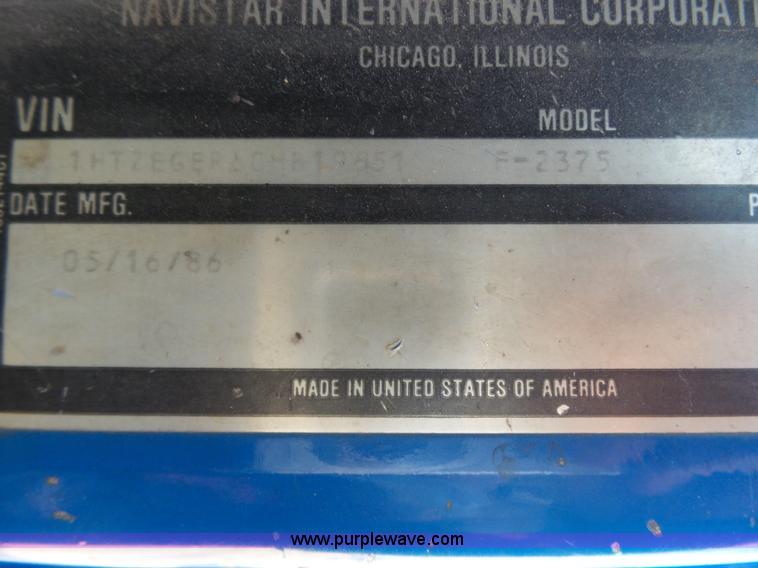 NAVISTAR INTERNATIONAL CORPORATI
CHICAGO, ILLINOIS
VIN MODEL
F-2375
DATE MFG. P
05/16/86
MADE IN UNITED STATES OF AMERICA
www.purplewave.com